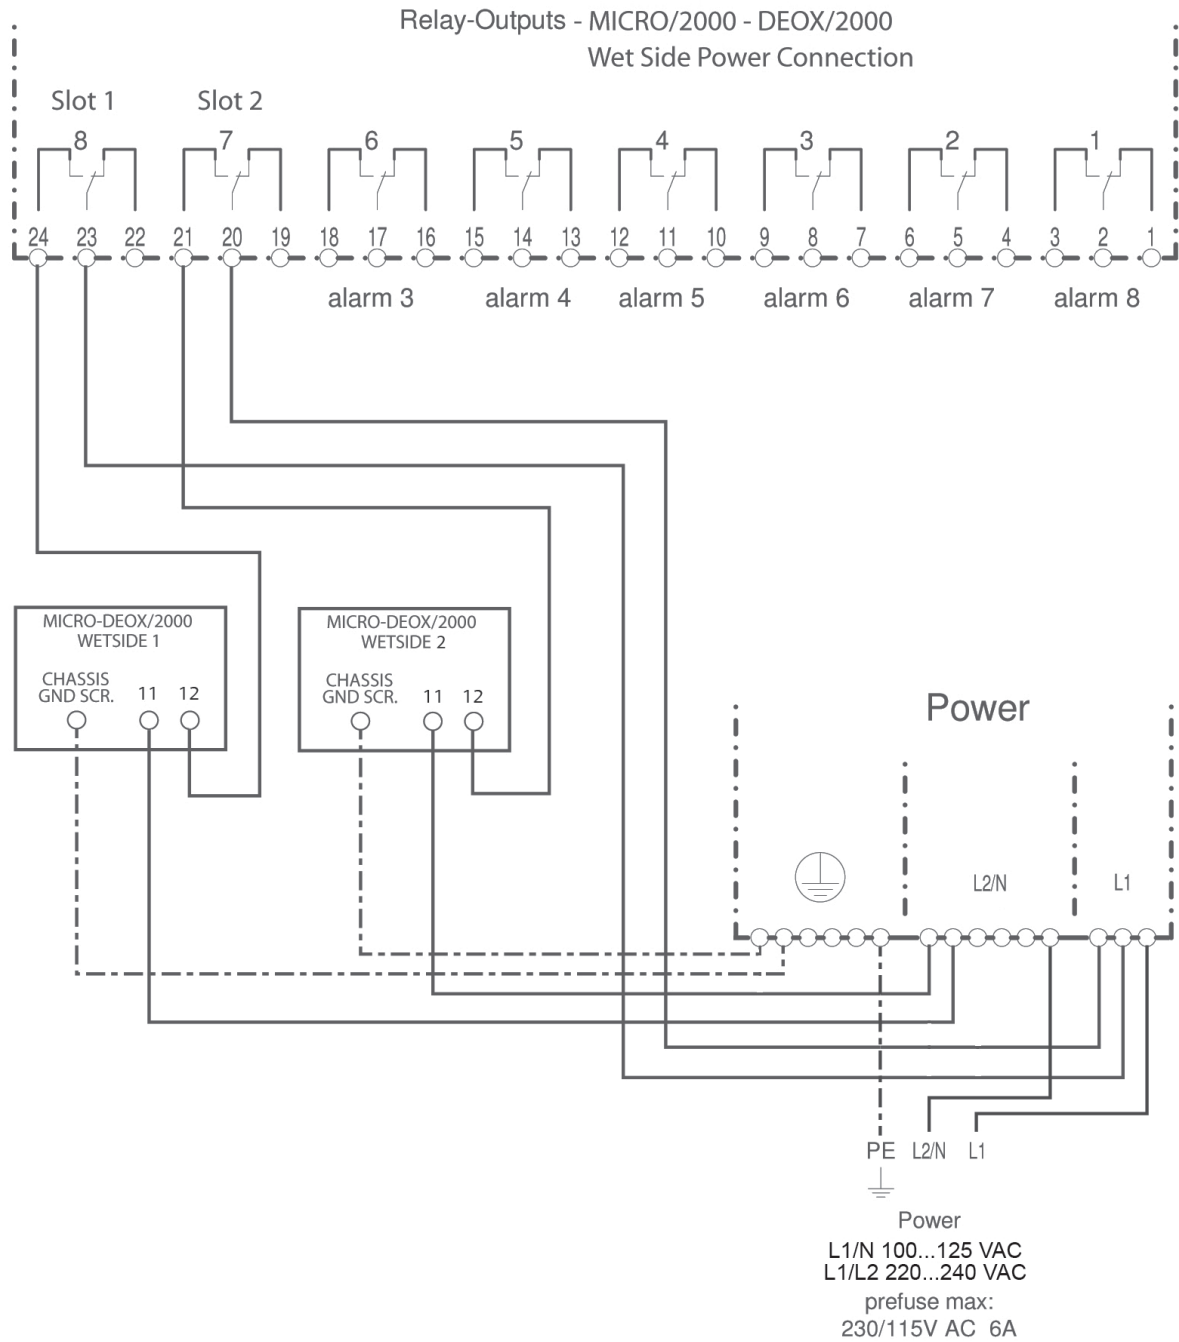 Relay-Outputs - MICRO/2000 - DEOX/2000
Wet Side Power Connection
Slot 1 Slot 2
8 7 6 5 4 3 2 1
24 23 22 21 20 19 18 17 16 15 14 13 12 11 10 9 8 7 6 5 4 3 2 1
alarm 3 alarm 4 alarm 5 alarm 6 alarm 7 alarm 8
MICRO-DEOX/2000
WETSIDE 1
CHASSIS
GND SCR. 11 12
MICRO-DEOX/2000
WETSIDE 2
CHASSIS
GND SCR. 11 12
Power
L2/N L1
PE L2/N L1
Power
L1/N 100...125 VAC
L1/L2 220...240 VAC
prefuse max:
230/115V AC 6A